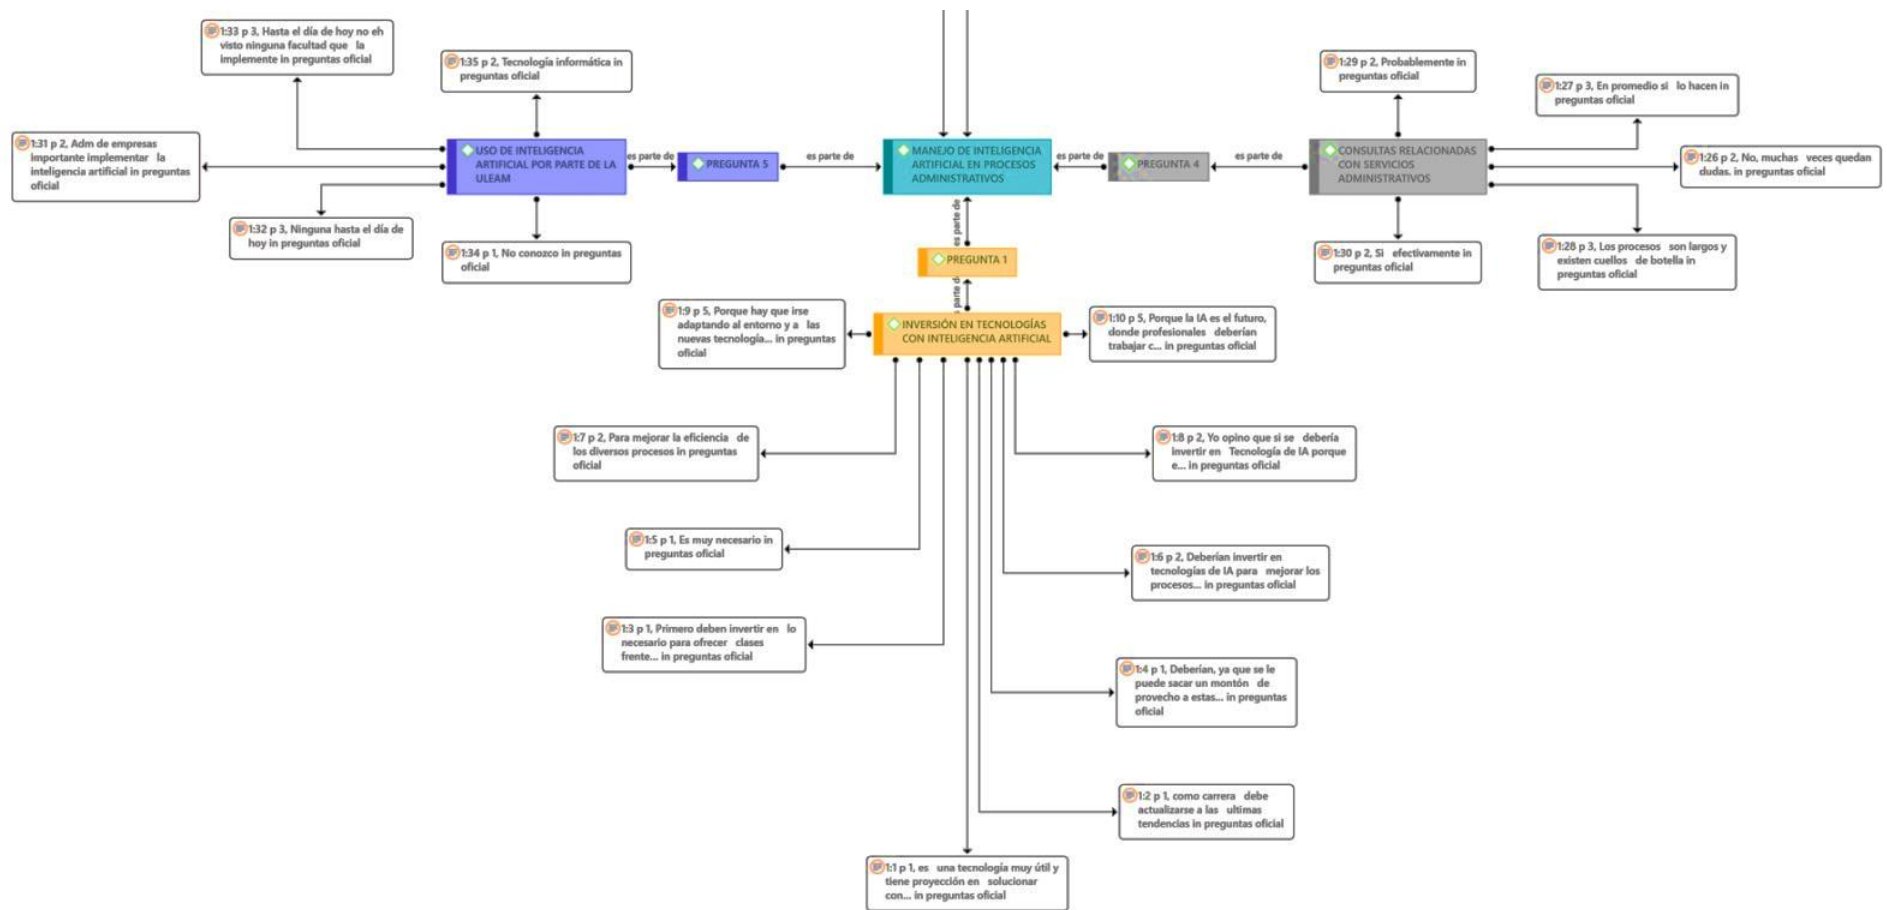 1:33 p 3, Hasta el día de hoy no eh
visto ninguna facultad que la
implemente in preguntas oficial
1:35 p 2, Tecnología informática in
preguntas oficial
1:31 p 2, Adm de empresas
importante implementar la
inteligencia artificial in preguntas
oficial
1:32 p 3, Ninguna hasta el día de
hoy in preguntas oficial
1:34 p 1, No conozco in preguntas
oficial
USO DE INTELIGENCIA
ARTIFICIAL POR PARTE DE LA
ULEAM
es parte de
PREGUNTA 5
es parte de
MANEJO DE INTELIGENCIA
ARTIFICIAL EN PROCESOS
ADMINISTRATIVOS
es parte de
PREGUNTA 4
es parte de
CONSULTAS RELACIONADAS
CON SERVICIOS
ADMINISTRATIVOS
1:29 p 2, Probablemente in
preguntas oficial
1:27 p 3, En promedio si lo hacen in
preguntas oficial
1:26 p 2, No, muchas veces quedan
dudas. in preguntas oficial
1:28 p 3, Los procesos son largos y
existen cuellos de botella in
preguntas oficial
1:30 p 2, Si efectivamente in
preguntas oficial
es parte de
PREGUNTA 1
parte de
INVERSIÓN EN TECNOLOGÍAS
CON INTELIGENCIA ARTIFICIAL
1:9 p 5, Porque hay que irse
adaptando al entorno y a las
nuevas tecnología... in preguntas
oficial
1:10 p 5, Porque la IA es el futuro,
donde profesionales deberían
trabajar c... in preguntas oficial
1:7 p 2, Para mejorar la eficiencia de
los diversos procesos in preguntas
oficial
1:8 p 2, Yo opino que si se debería
invertir en Tecnología de IA porque
e... in preguntas oficial
1:5 p 1, Es muy necesario in
preguntas oficial
1:6 p 2, Deberían invertir en
tecnologías de IA para mejorar los
procesos... in preguntas oficial
1:3 p 1, Primero deben invertir en lo
necesario para ofrecer clases
frente... in preguntas oficial
1:4 p 1, Deberían, ya que se le
puede sacar un montón de
provecho a estas... in preguntas
oficial
1:2 p 1, como carrera debe
actualizarse a las ultimas
tendencias in preguntas oficial
1:1 p 1, es una tecnología muy útil y
tiene proyección en solucionar
con... in preguntas oficial